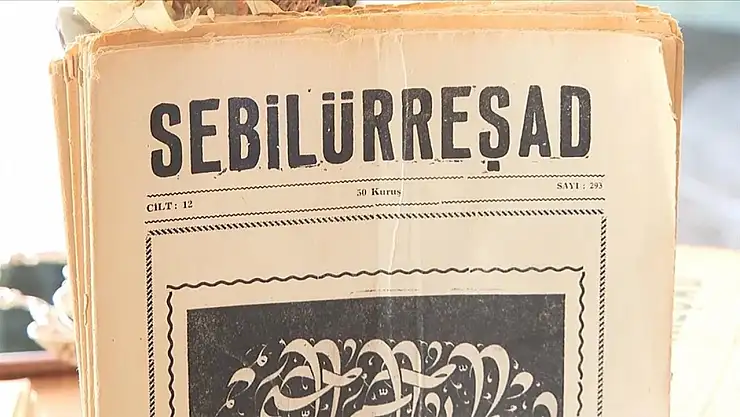 SEBİLÜRREŞAD
CİLT : 12 50 Kuruş SAYI : 293